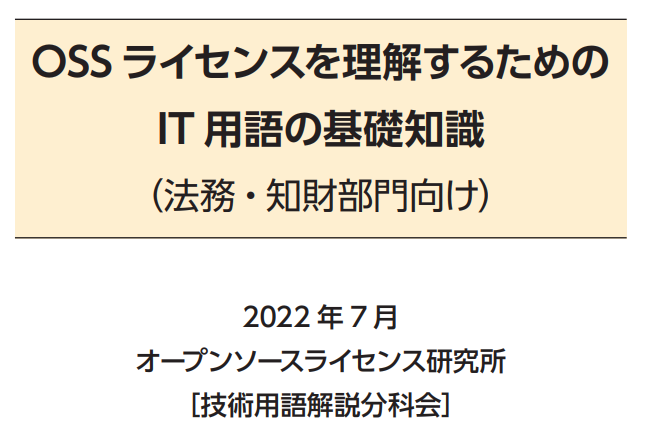 OSS ライセンスを理解するための
IT 用語の基礎知識
（法務・知財部門向け）
2022 年 7 月
オープンソースライセンス研究所
［技術用語解説分科会］